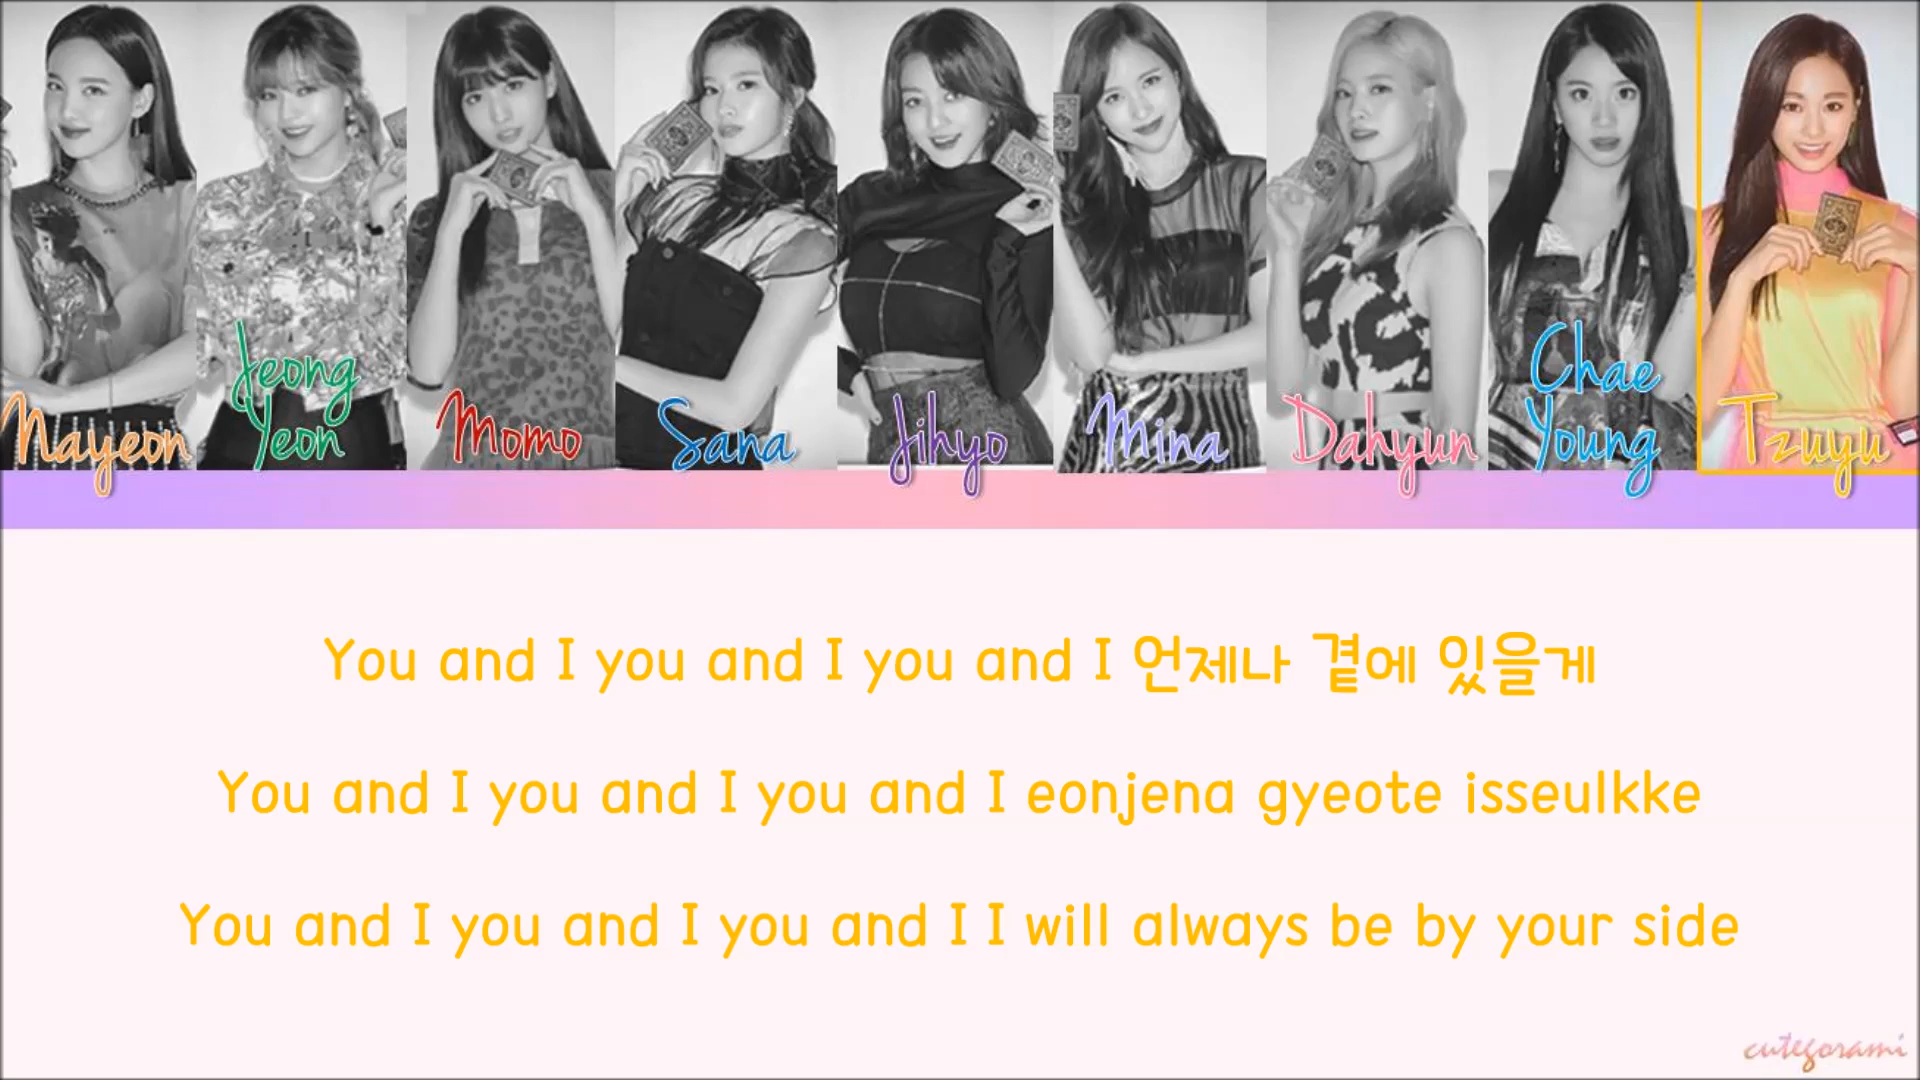 Nayeon
Jeong
Yeon
Momo
Sana
Jihyo
Mina
Dahyun
Chae
Young
Tzuyu
You and I you and I you and I 언제나 곁에 있을게
You and I you and I you and I eonjena gyeote isseulkke
You and I you and I you and I I will always be by your side
cutegorami